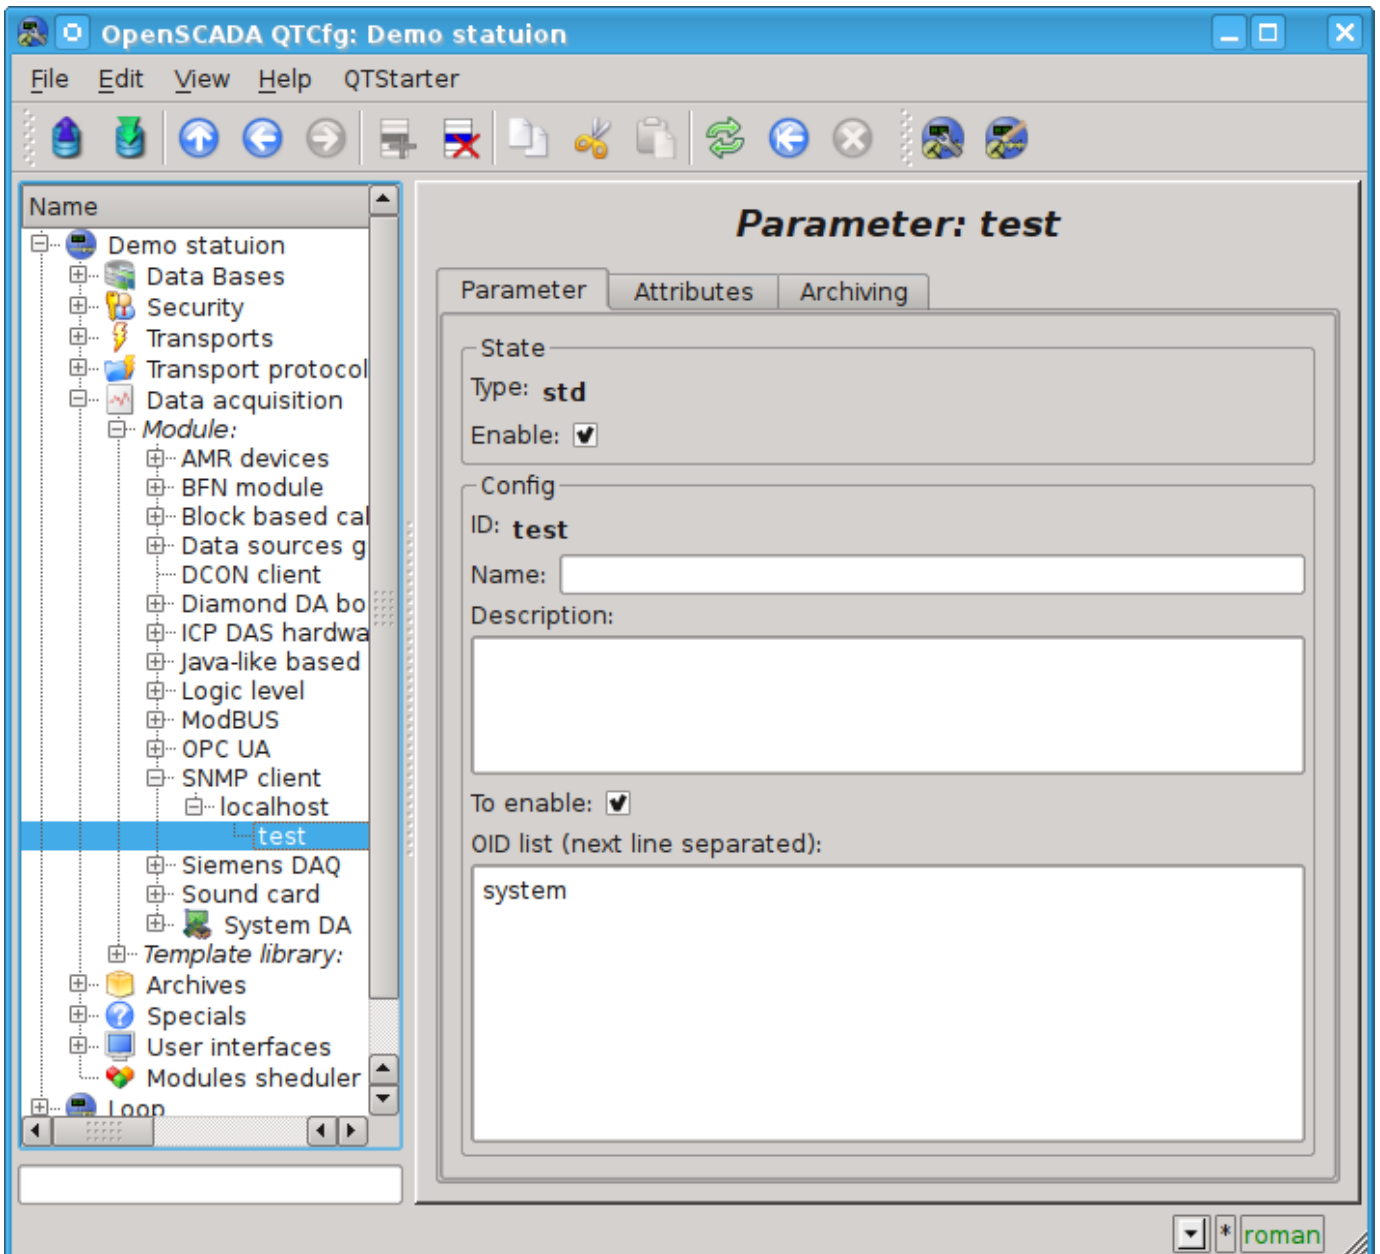 OpenSCADA QTCfg: Demo statuion
File Edit View Help QTStarter
Name
Demo statuion
Data Bases
Security
Transports
Transport protocol
Data acquisition
Module:
AMR devices
BFN module
Block based cal
Data sources g
DCON client
Diamond DA bo
ICP DAS hardwa
Java-like based
Logic level
ModBUS
OPC UA
SNMP client
localhost
test
Siemens DAQ
Sound card
System DA
Template library:
Archives
Specials
User interfaces
Modules sheduler
Loop
Parameter: test
Parameter Attributes Archiving
State
Type: std
Enable:
Config
ID: test
Name:
Description:
To enable:
OID list (next line separated):
system
* roman